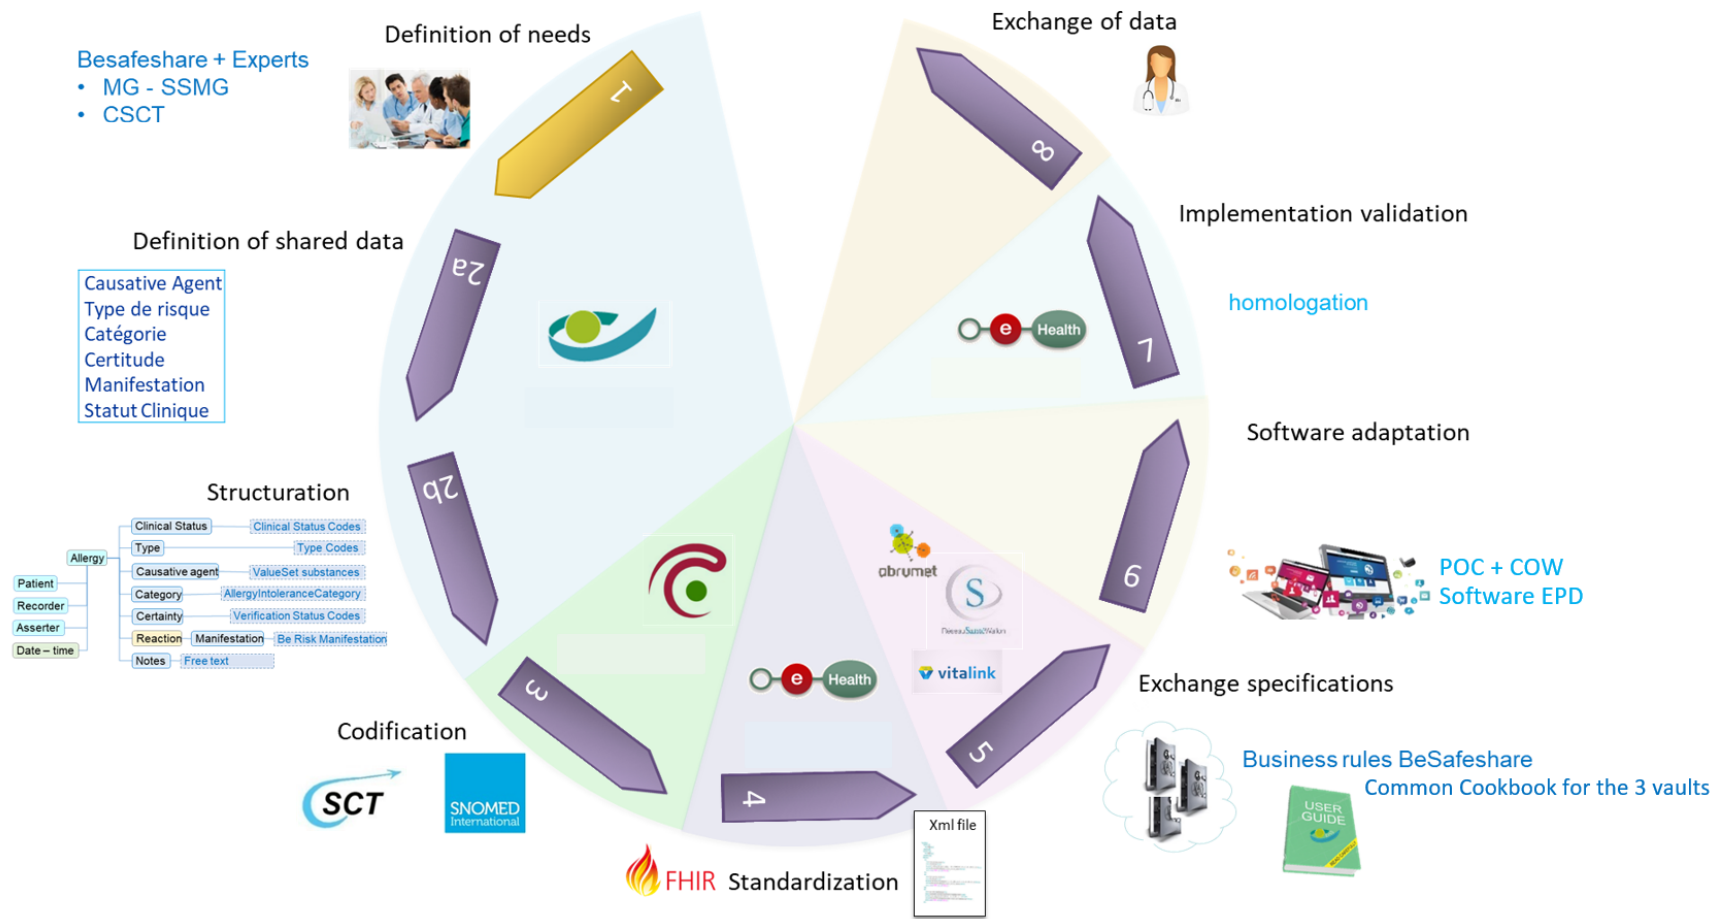 Definition of needs
Besafeshare + Experts
• MG - SSMG
• CSCT
1
Definition of shared data
2a
Causative Agent
Type de risque
Catégorie
Certitude
Manifestation
Statut Clinique
2b
Structuration
Patient
Recorder
Asserter
Date – time
Allergy
Clinical Status
Clinical Status Codes
Type
Type Codes
Causative agent
ValueSet substances
Category
AllergyIntoleranceCategory
Certainty
Verification Status Codes
Reaction
Manifestation
Be Risk Manifestation
Notes
Free text
3
Codification
SCT
SNOMED
International
4
e
Health
FHIR
Standardization
Xml file
5
abrumet
S
RéseauSantéWallon
vitalink
Exchange specifications
Business rules BeSafeshare
Common Cookbook for the 3 vaults
USER
GUIDE
6
Software adaptation
POC + COW
Software EPD
7
e
Health
Implementation validation
homologation
8
Exchange of data